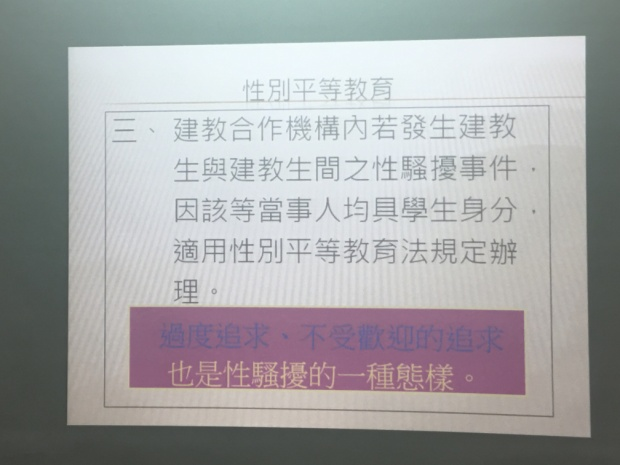 性別平等教育
三、建教合作機構內若發生建教
生與建教生間之性騷擾事件，
因該等當事人均具學生身分，
適用性別平等教育法規定辦
理。
過度追求、不受歡迎的追求
也是性騷擾的一種態樣。